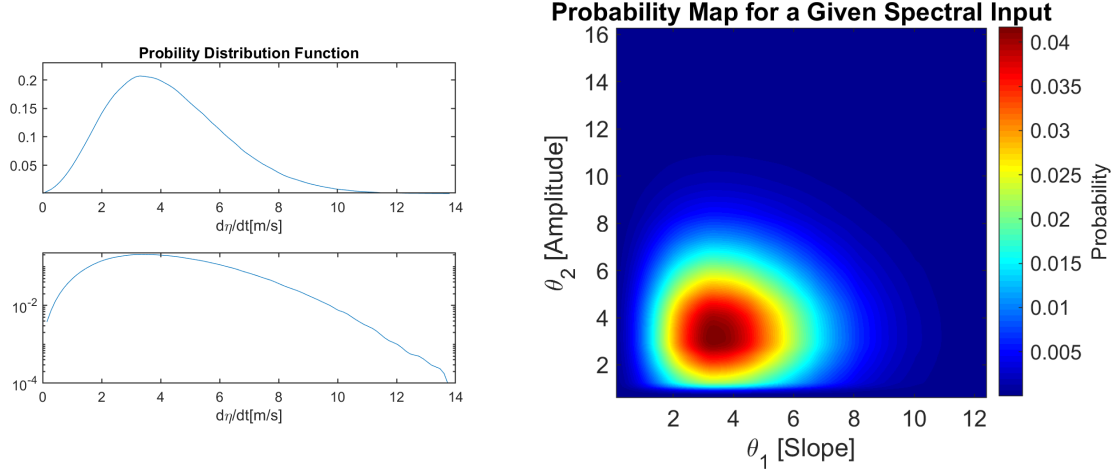 Probility Distribution Function
0.2
0.15
0.1
0.05
0 2 4 6 8 10 12 14
dη/dt[m/s]
10-2
10-4
0 2 4 6 8 10 12 14
dη/dt[m/s]
Probability Map for a Given Spectral Input
16
14
12
10
8
6
4
2
θ2 [Amplitude]
2 4 6 8 10 12
θ1 [Slope]
0.04
0.035
0.03
0.025
0.02
0.015
0.01
0.005
Probability